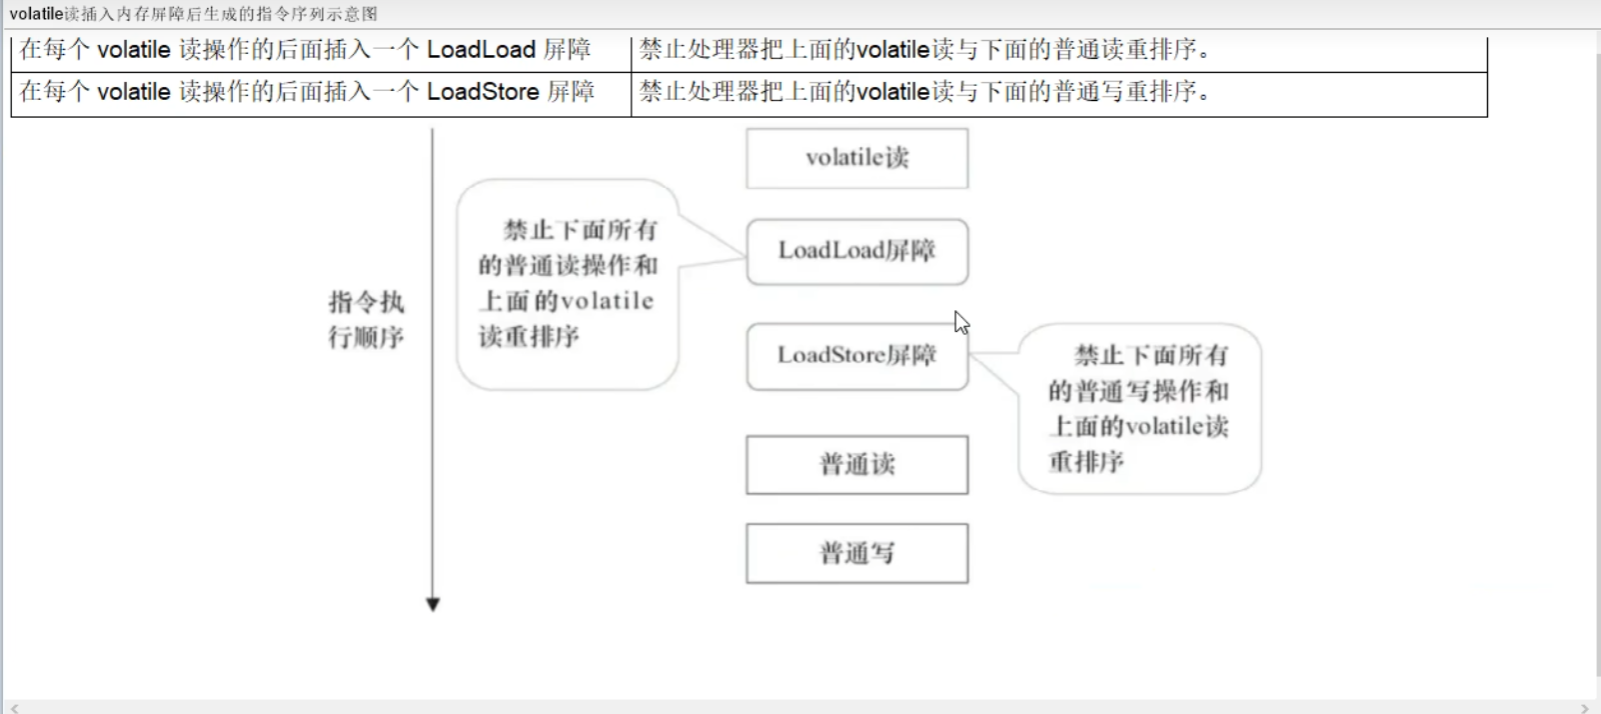 volatile读插入内存屏障后生成的指令序列示意图
在每个 volatile 读操作的后面插入一个 LoadLoad 屏障
禁止处理器把上面的volatile读与下面的普通读重排序。
在每个 volatile 读操作的后面插入一个 LoadStore 屏障
禁止处理器把上面的volatile读与下面的普通写重排序。
volatile读
禁止下面所有
的普通读操作和
上面的volatile
读重排序
LoadLoad屏障
指令执
行顺序
LoadStore屏障
禁止下面所有
的普通写操作和
上面的volatile读
重排序
普通读
普通写